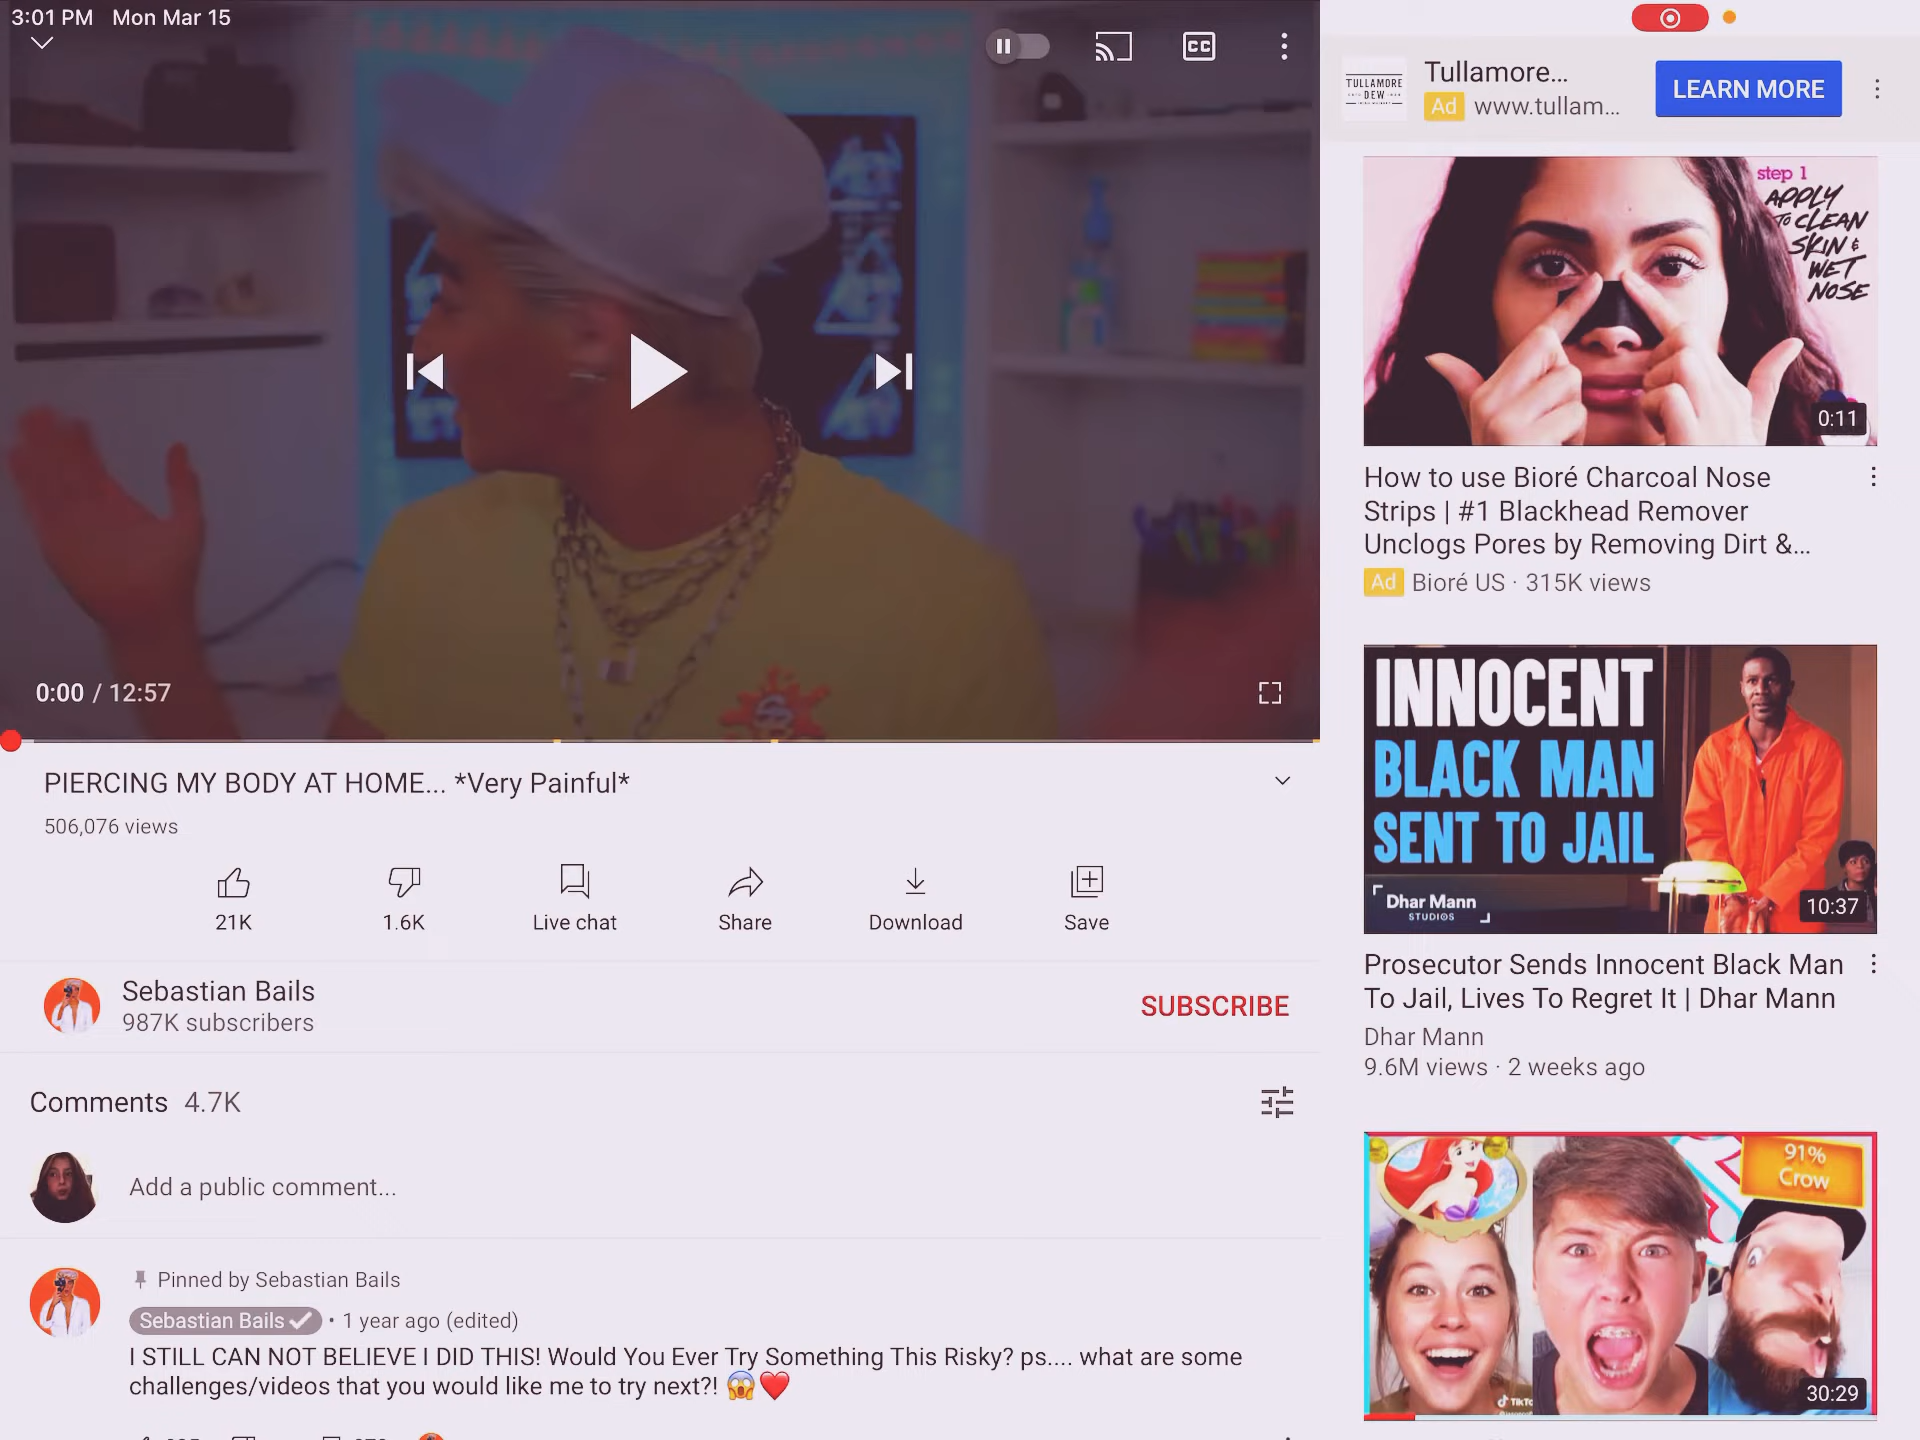 3:01 PM Mon Mar 15
CC
0:00 / 12:57
PIERCING MY BODY AT HOME... *Very Painful*
506,076 views
21K
1.6K
Live chat
Share
Download
Save
Sebastian Bails
987K subscribers
SUBSCRIBE
Comments 4.7K
Add a public comment...
Pinned by Sebastian Bails
Sebastian Bails • 1 year ago (edited)
I STILL CAN NOT BELIEVE I DID THIS! Would You Ever Try Something This Risky? ps.... what are some
challenges/videos that you would like me to try next?! 😱❤️
TULLAMORE
DEW
Tullamore...
Ad www.tullam...
LEARN MORE
step 1
APPLY
TO CLEAN
SKIN &
WET
NOSE
0:11
How to use Bioré Charcoal Nose
Strips | #1 Blackhead Remover
Unclogs Pores by Removing Dirt &...
Ad Bioré US · 315K views
INNOCENT
BLACK MAN
SENT TO JAIL
Dhar Mann
STUDIOS
10:37
Prosecutor Sends Innocent Black Man
To Jail, Lives To Regret It | Dhar Mann
Dhar Mann
9.6M views · 2 weeks ago
91%
Crow
TikTo
30:29